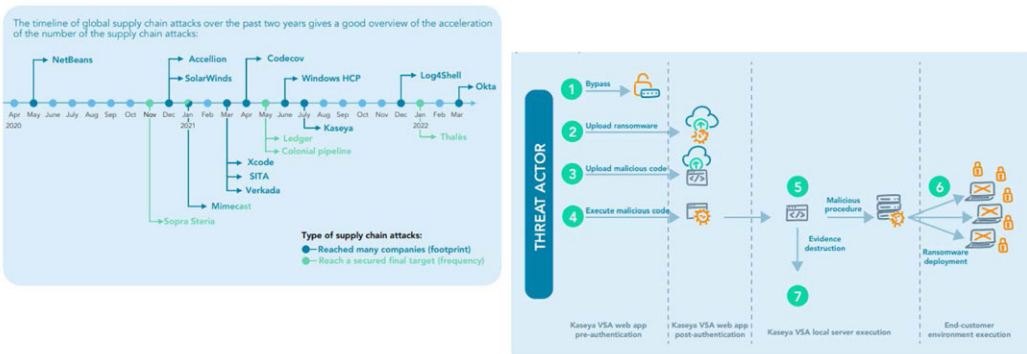 The timeline of global supply chain attacks over the past two years gives a good overview of the acceleration
of the number of the supply chain attacks:
NetBeans
Accellion
SolarWinds
Codecov
Windows HCP
Log4Shell
Okta
Apr May June July Aug Sep Oct Nov Dec Jan Feb Mar Apr May June July Aug Sep Oct Nov Dec Jan Feb Mar
2020 2021 2022
Kaseya
Ledger
Colonial pipeline
Thalès
Xcode
SITA
Verkada
Mimecast
Sopra Steria
Type of supply chain attacks:
Reached many companies (footprint)
Reach a secured final target (frequency)
THREAT ACTOR
1 Bypass
2 Upload ransomware
3 Upload malicious code
</>
4 Execute malicious code
5
</>
Malicious
procedure
6
Evidence
destruction
Ransomware
deployment
7
Kaseya VSA web app
pre-authentication
Kaseya VSA web app
post-authentication
Kaseya VSA local server execution
End-customer
environment execution